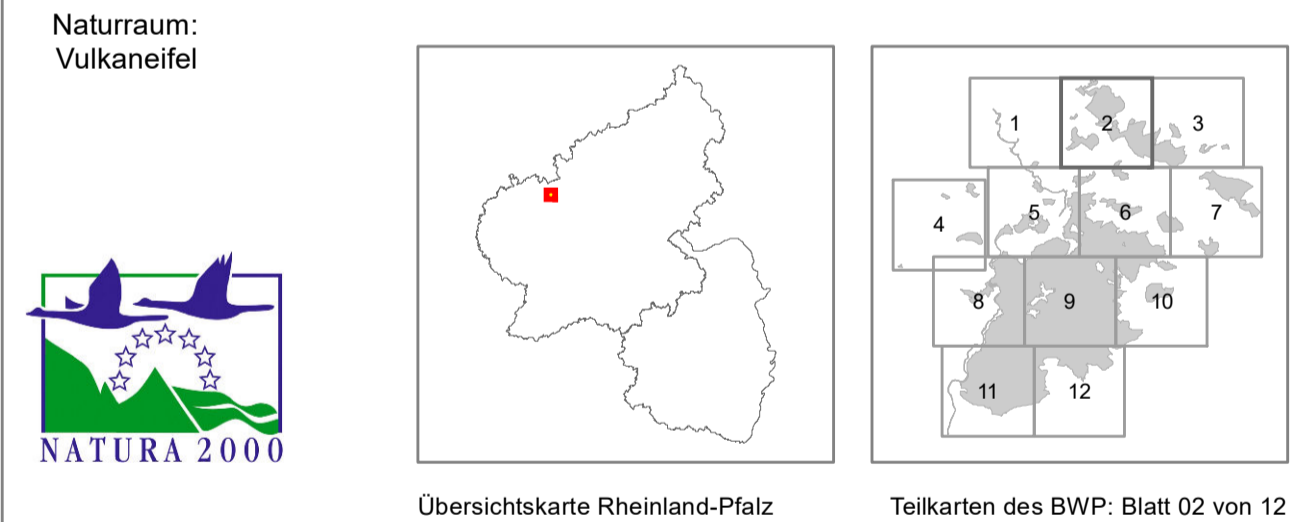 Naturraum:
Vulkaneifel
NATURA 2000
Übersichtskarte Rheinland-Pfalz
1
2
3
4
5
6
7
8
9
10
11
12
Teilkarten des BWP: Blatt 02 von 12